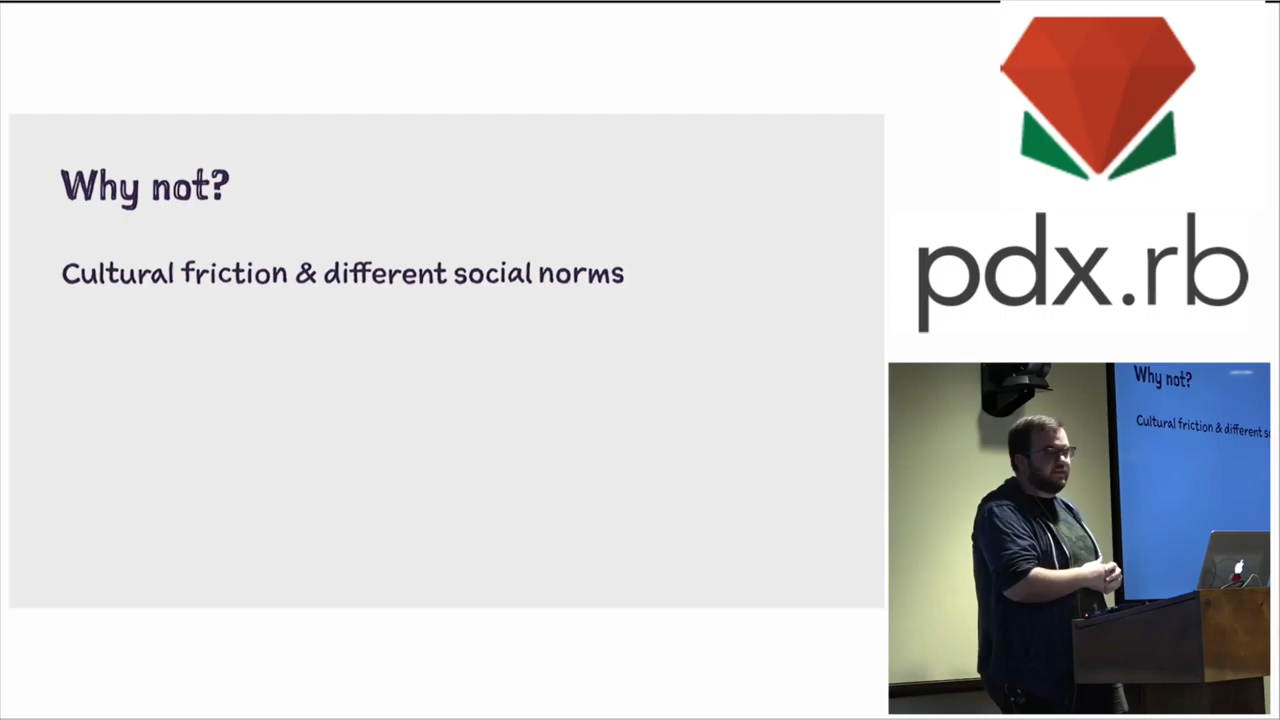 Why not?
Cultural friction & different social norms
pdx.rb
Why not?
Cultural friction & different s